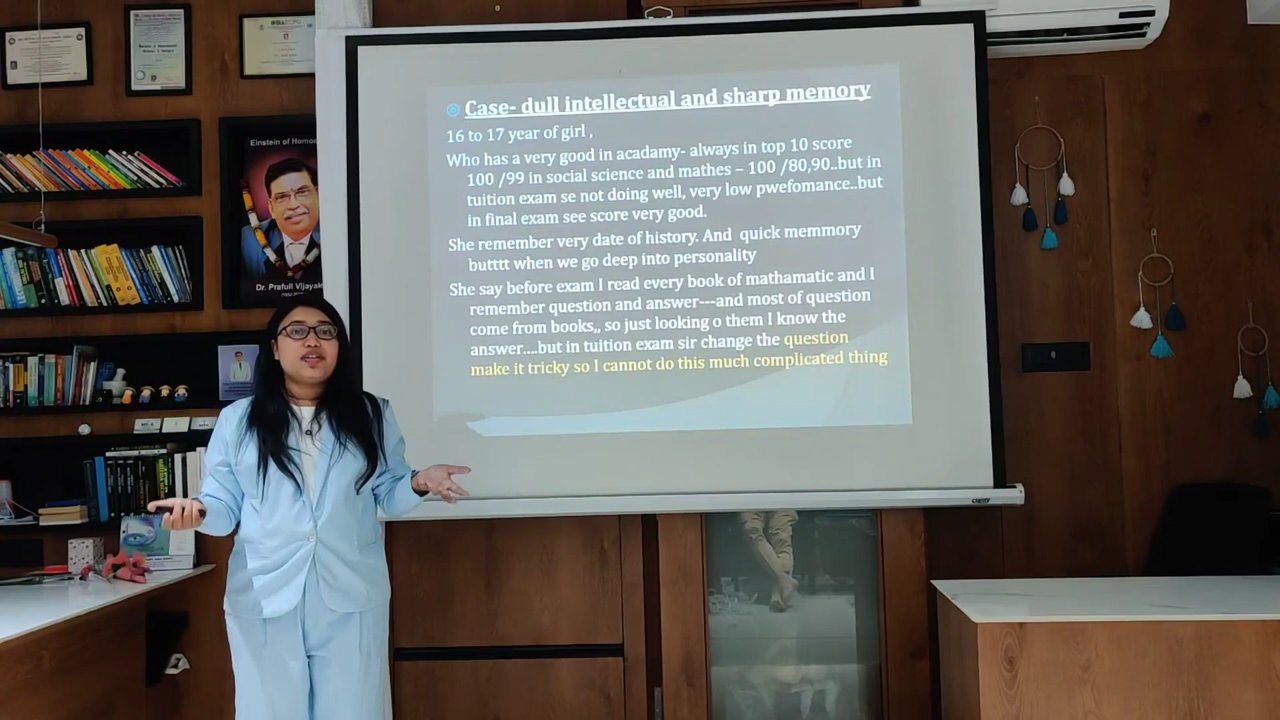 Einstein of Homoe
Dr. Prafull Vijayak
Case- dull intellectual and sharp memory
16 to 17 year of girl ,
Who has a very good in acadamy- always in top 10 score
100 /99 in social science and mathes – 100 /80,90..but in
tuition exam se not doing well, very low pwefomance..but
in final exam see score very good.
She remember very date of history. And quick memmory
butttt when we go deep into personality
She say before exam I read every book of mathamatic and I
remember question and answer---and most of question
come from books,, so just looking o them I know the
answer....but in tuition exam sir change the question
make it tricky so I cannot do this much complicated thing